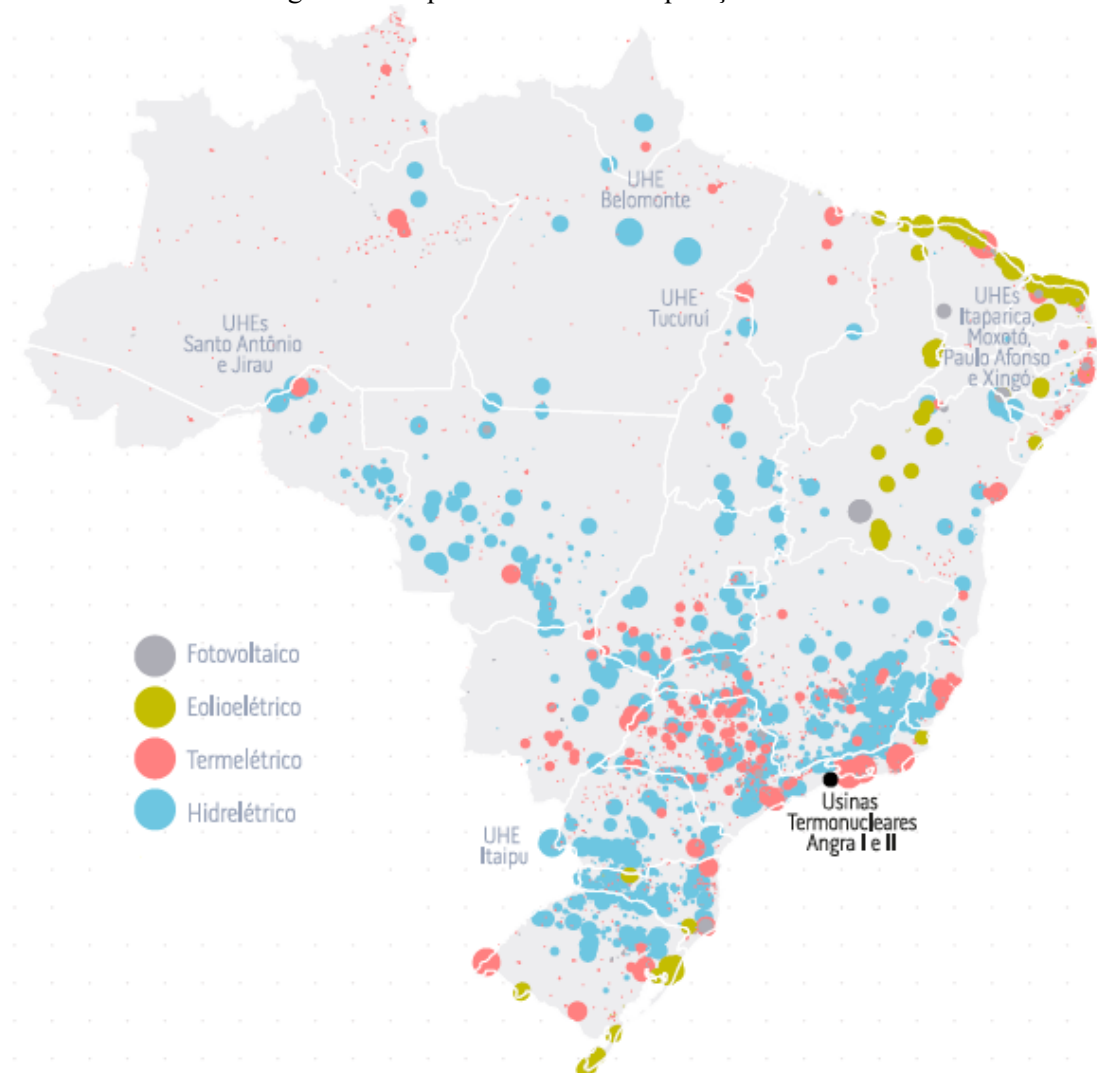 UHE
Belomonte
UHE
Tucuruí
UHEs
Itaparica,
Moxotó,
Paulo Afonso
e Xingó
UHEs
Santo Antônio
e Jirau
Fotovoltaico
Eolioelétrico
Termelétrico
Hidrelétrico
UHE
Itaipu
Usinas
Termonucleares
Angra I e II